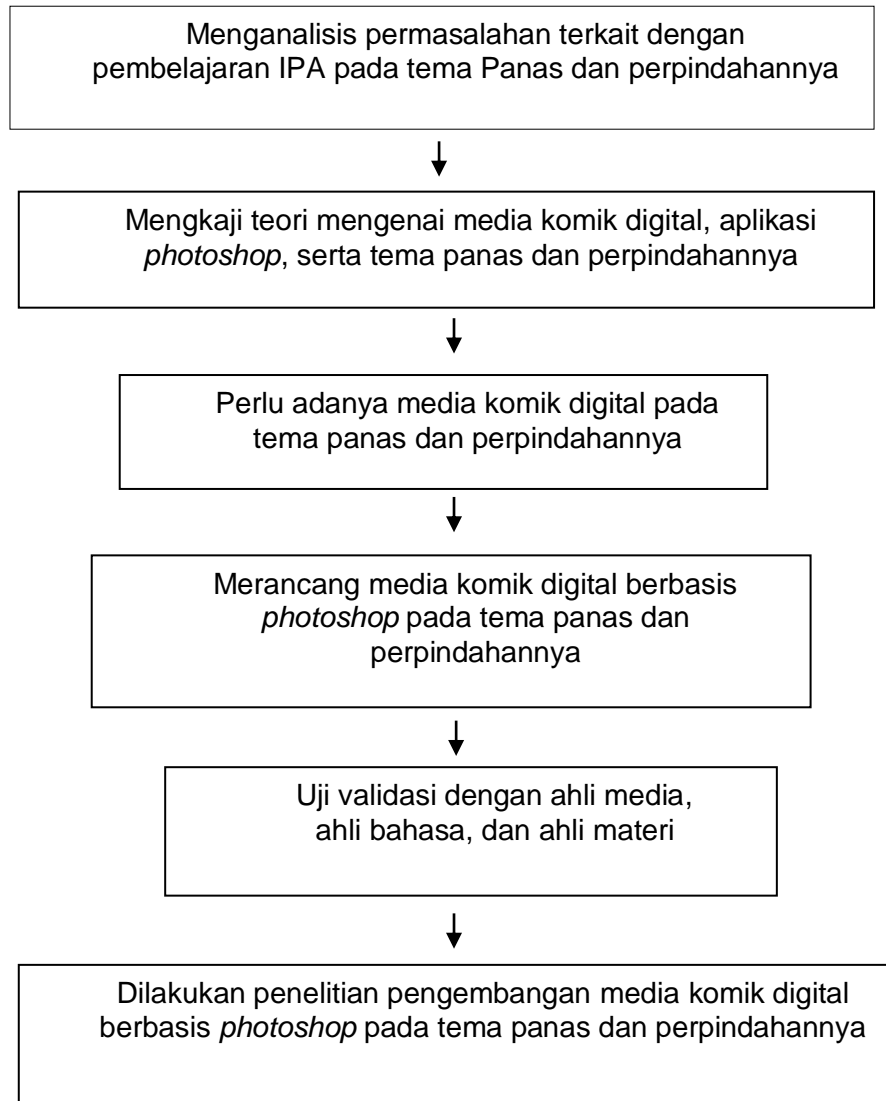 Menganalisis permasalahan terkait dengan
pembelajaran IPA pada tema Panas dan perpindahannya
Mengkaji teori mengenai media komik digital, aplikasi
photoshop, serta tema panas dan perpindahannya
Perlu adanya media komik digital pada
tema panas dan perpindahannya
Merancang media komik digital berbasis
photoshop pada tema panas dan
perpindahannya
Uji validasi dengan ahli media,
ahli bahasa, dan ahli materi
Dilakukan penelitian pengembangan media komik digital
berbasis photoshop pada tema panas dan perpindahannya